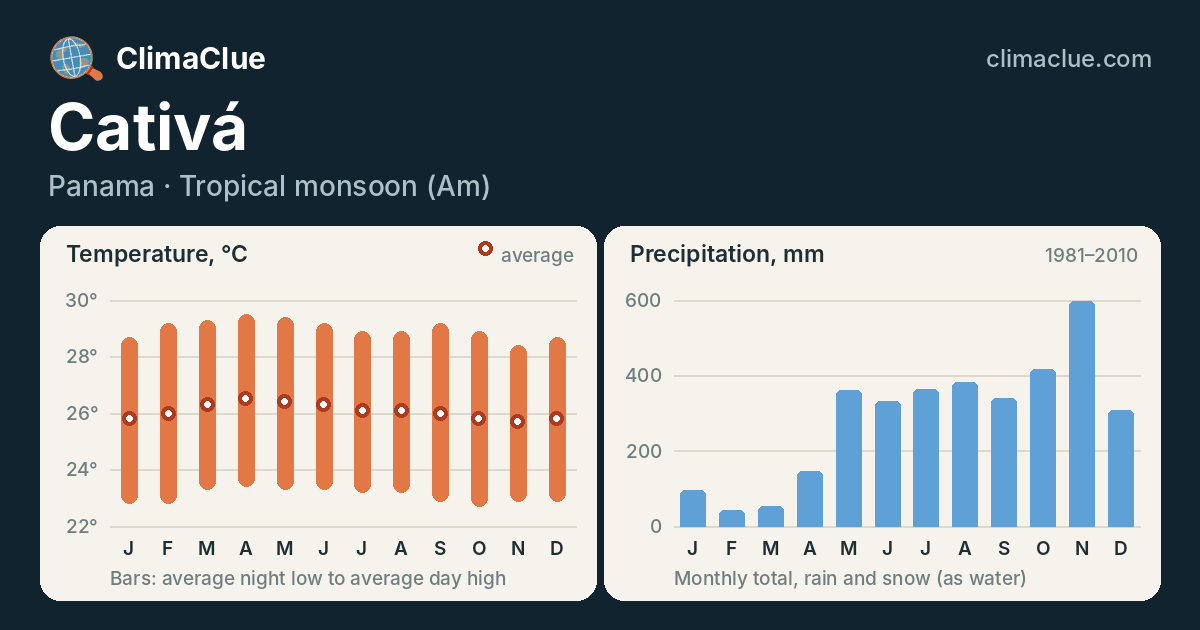 ClimaClue
climaclue.com
Cativá
Panama · Tropical monsoon (Am)
Temperature, °C
average
30°
28°
26°
24°
22°
J F M A M J J A S O N D
Bars: average night low to average day high
Precipitation, mm
1981–2010
600
400
200
0
J F M A M J J A S O N D
Monthly total, rain and snow (as water)